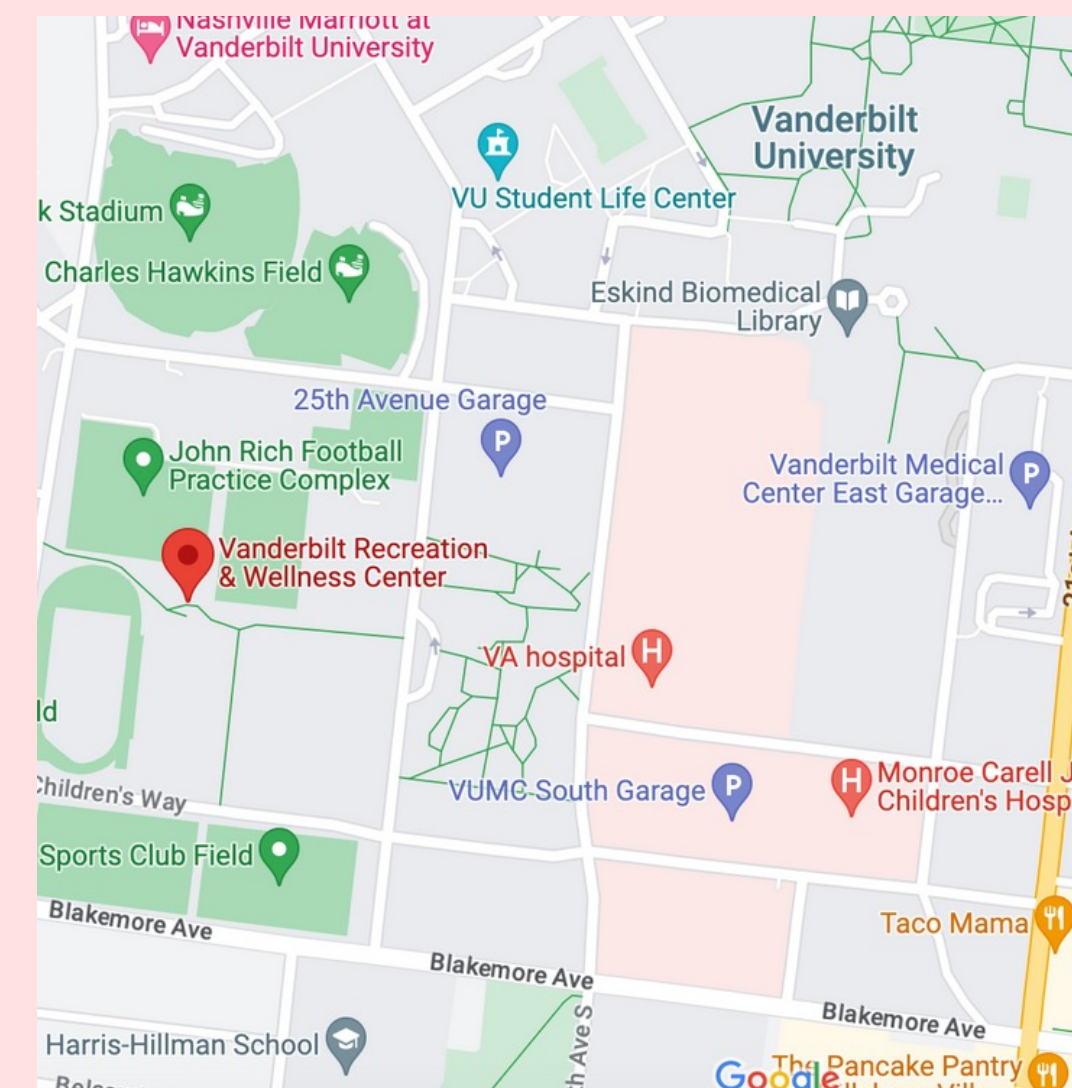 Nashville Marriott at
Vanderbilt University
Vanderbilt
University
VU Student Life Center
k Stadium
Charles Hawkins Field
Eskind Biomedical
Library
25th Avenue Garage
P
John Rich Football
Practice Complex
Vanderbilt Medical
Center East Garage...
P
Vanderbilt Recreation
& Wellness Center
VA hospital
H
ld
Children's Way
VUMC South Garage
P
H
Monroe Carell J
Children's Hosp
Sports Club Field
Blakemore Ave
Taco Mama
Blakemore Ave
Blakemore Ave
Harris-Hillman School
h Ave S
Google
The Pancake Pantry